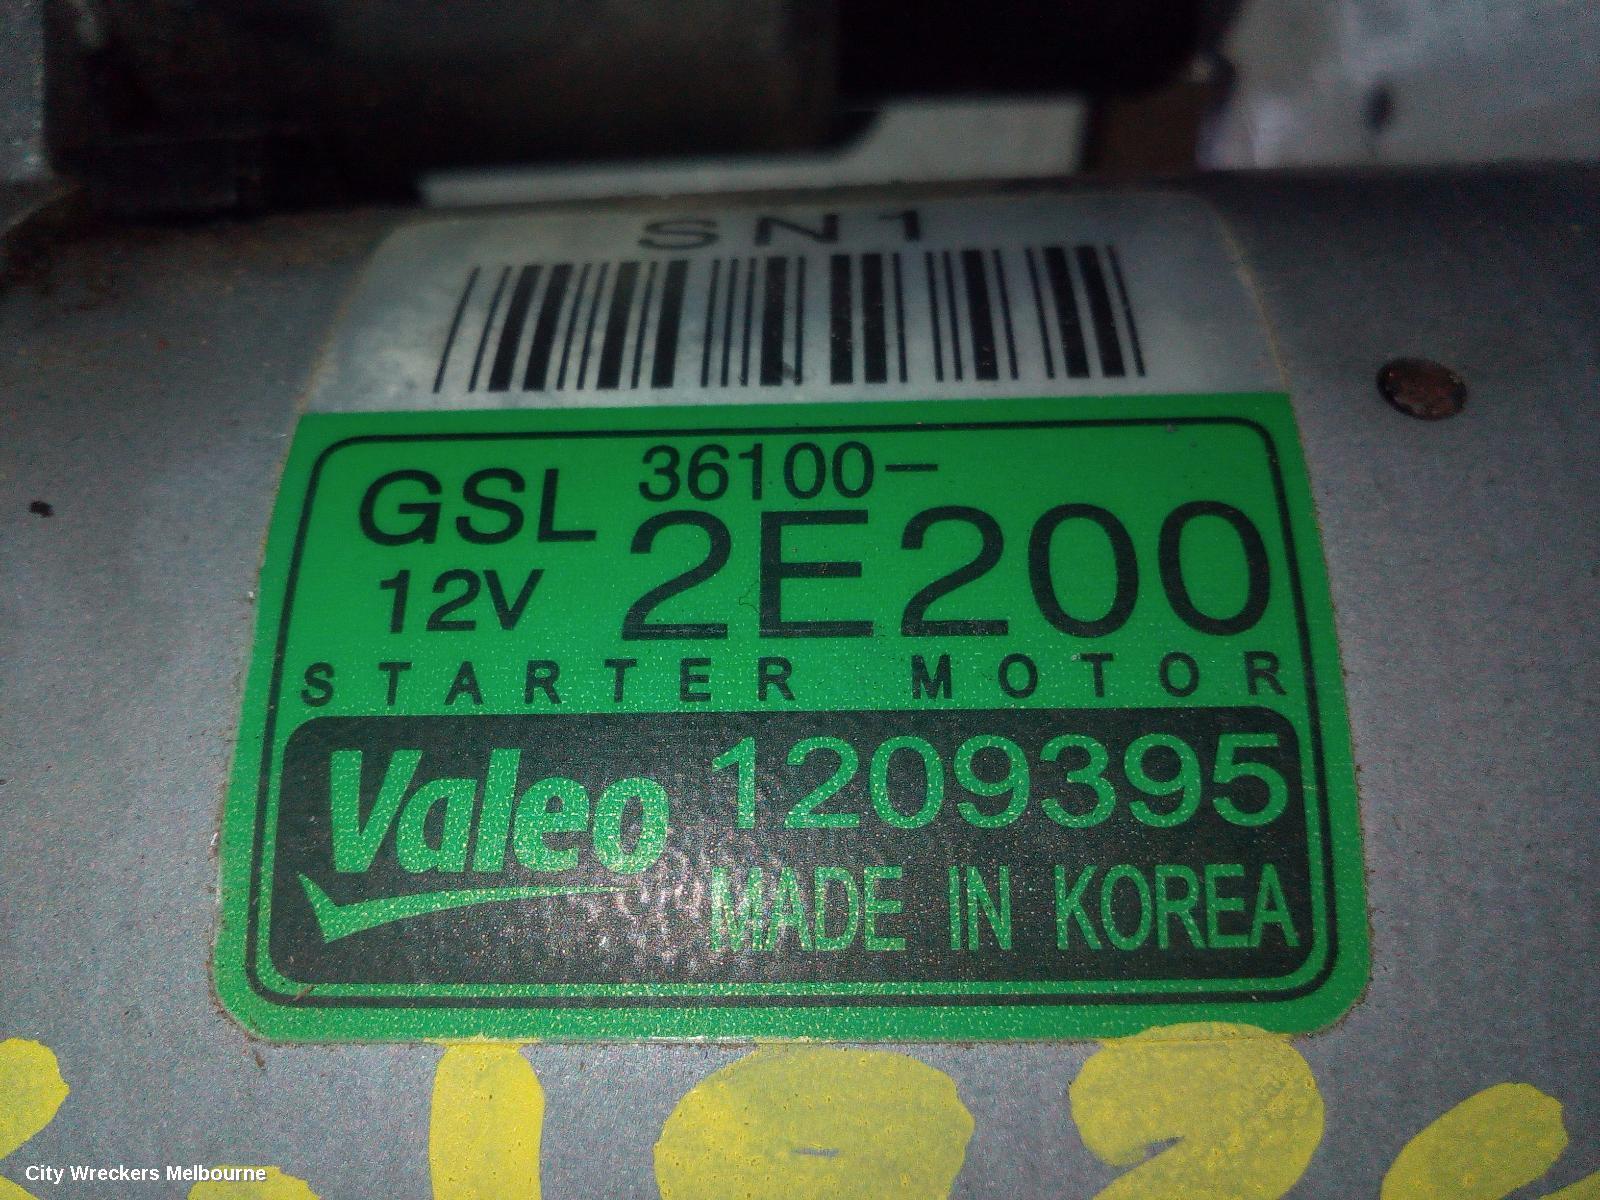 SN1
36100-
GSL 2E200
12V
STARTER MOTOR
Valeo 1209395
MADE IN KOREA
City Wreckers Melbourne